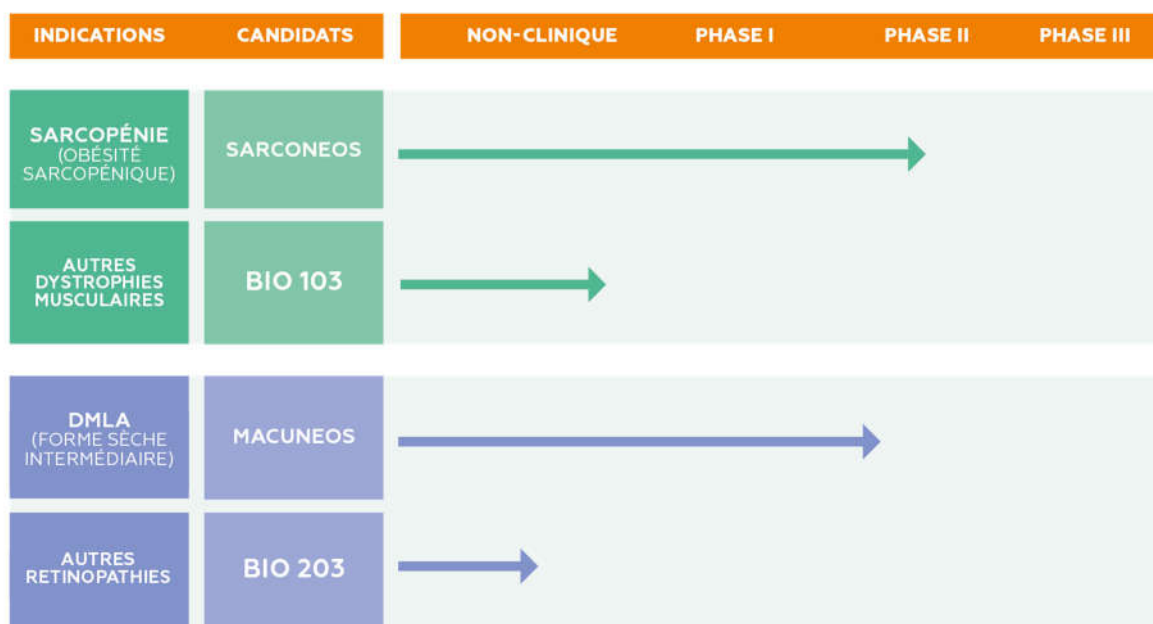 INDICATIONS CANDIDATS NON-CLINIQUE PHASE I PHASE II PHASE III
SARCOPÉNIE
(OBÉSITÉ
SARCOPÉNIQUE)
SARCONEOS
AUTRES
DYSTROPHIES
MUSCULAIRES
BIO 103
DMLA
(FORME SÈCHE
INTERMÉDIAIRE)
MACUNEOS
AUTRES
RETINOPATHIES
BIO 203